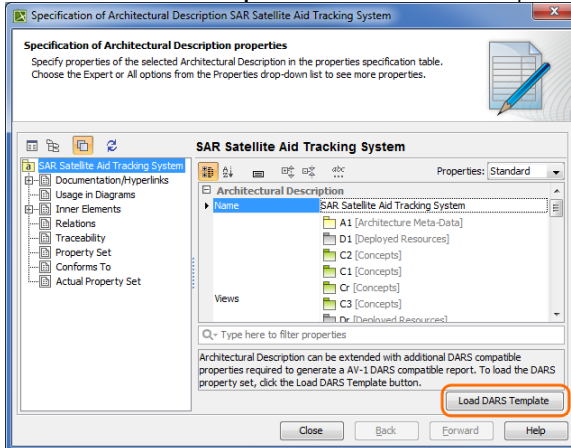 Specification of Architectural Description SAR Satellite Aid Tracking System
Specification of Architectural Description properties
Specify properties of the selected Architectural Description in the properties specification table.
Choose the Expert or All options from the Properties drop-down list to see more properties.
SAR Satellite Aid Tracking System
SAR Satellite Aid Tracking System
Documentation/Hyperlinks
Usage in Diagrams
Inner Elements
Relations
Traceability
Property Set
Conforms To
Actual Property Set
Properties: Standard
Architectural Description
Name SAR Satellite Aid Tracking System
A1 [Architecture Meta-Data]
D1 [Deployed Resources]
C2 [Concepts]
C1 [Concepts]
Cr [Concepts]
Views
C3 [Concepts]
Dr [Deployed Resources]
Type here to filter properties
Architectural Description can be extended with additional DARS compatible
properties required to generate a AV-1 DARS compatible report. To load the DARS
property set, click the Load DARS Template button.
Load DARS Template
Close Back Forward Help